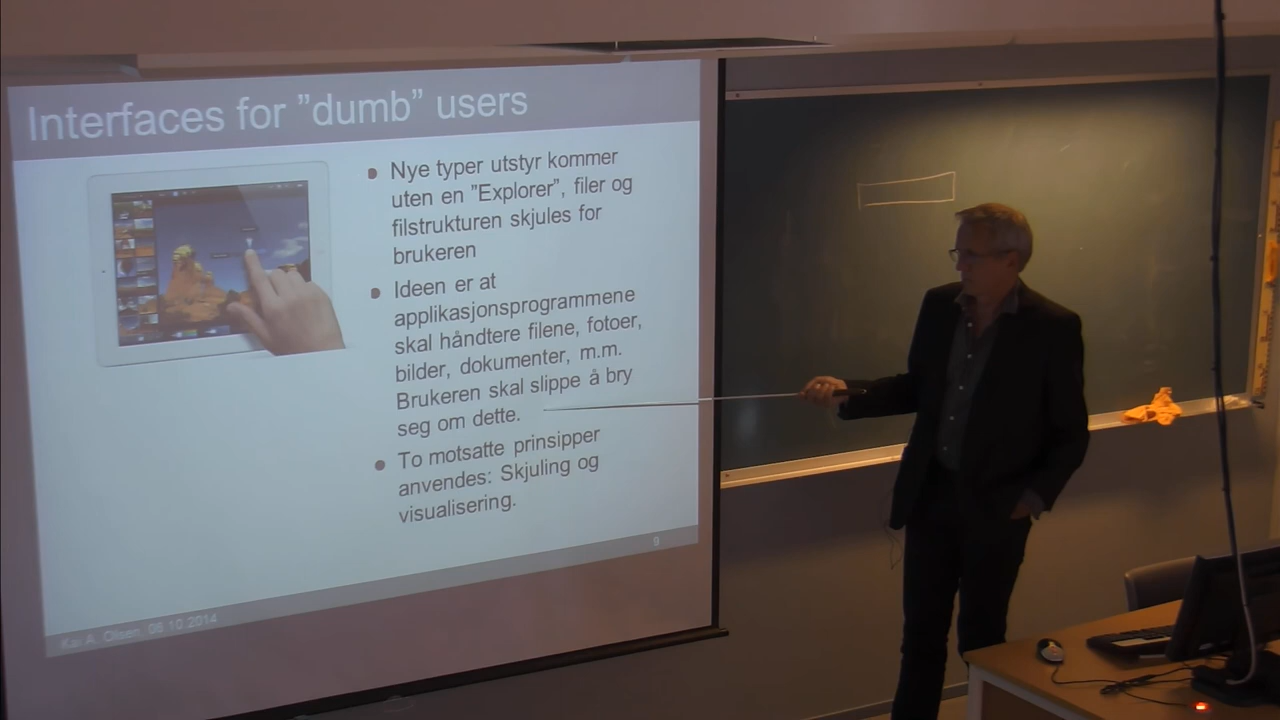 Interfaces for ”dumb” users
Nye typer utstyr kommer
uten en ”Explorer”, filer og
filstrukturen skjules for
brukeren
Ideen er at
applikasjonsprogrammene
skal håndtere filene, fotoer,
bilder, dokumenter, m.m.
Brukeren skal slippe å bry
seg om dette.
To motsatte prinsipper
anvendes: Skjuling og
visualisering.
9
Kai A. Olsen 06.10.2014